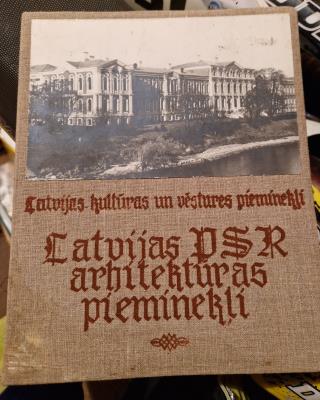 Latvijas kultūras un vēstures pieminekļi
Latvijas PSR
arhitektūras
pieminekļi